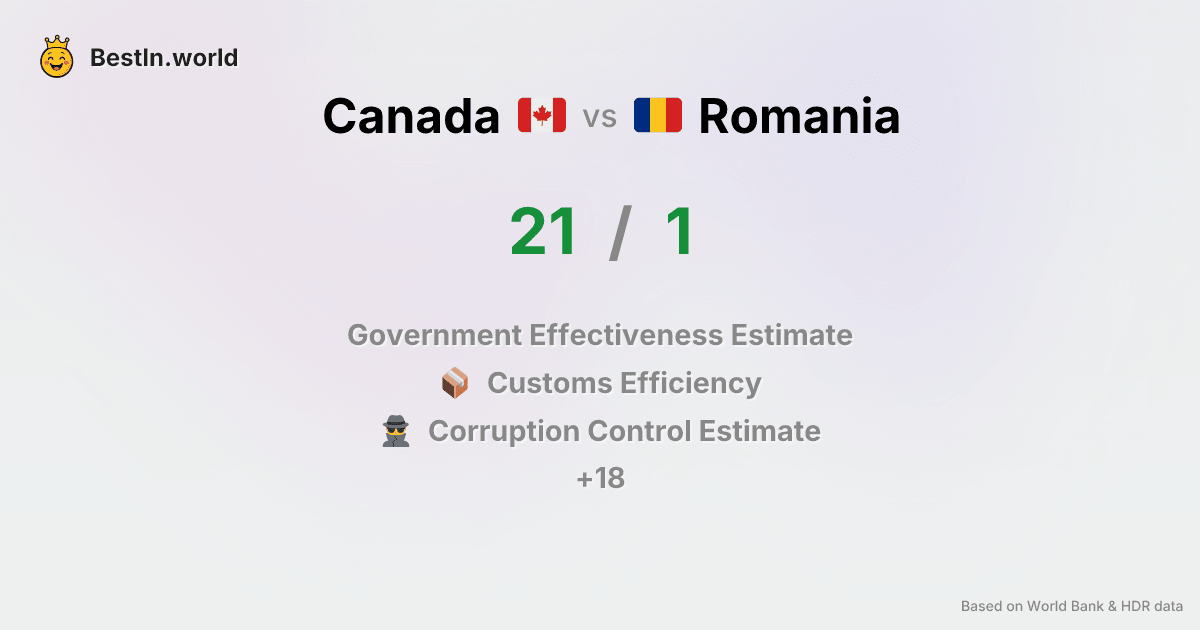 BestIn.world
Canada vs Romania
21 / 1
Government Effectiveness Estimate
Customs Efficiency
Corruption Control Estimate
+18
Based on World Bank & HDR data